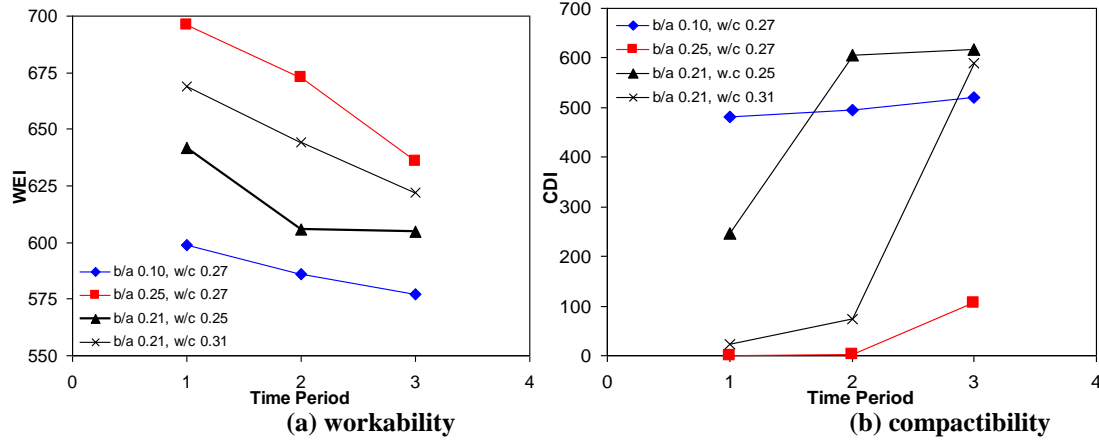 700
675
650
625
600
575
550
WEI
b/a 0.10, w/c 0.27
b/a 0.25, w/c 0.27
b/a 0.21, w/c 0.25
b/a 0.21, w/c 0.31
0 1 2 3 4
Time Period
(a) workability
700
600
500
400
300
200
100
0
CDI
b/a 0.10, w/c 0.27
b/a 0.25, w/c 0.27
b/a 0.21, w.c 0.25
b/a 0.21, w/c 0.31
0 1 2 3 4
Time Period
(b) compactibility